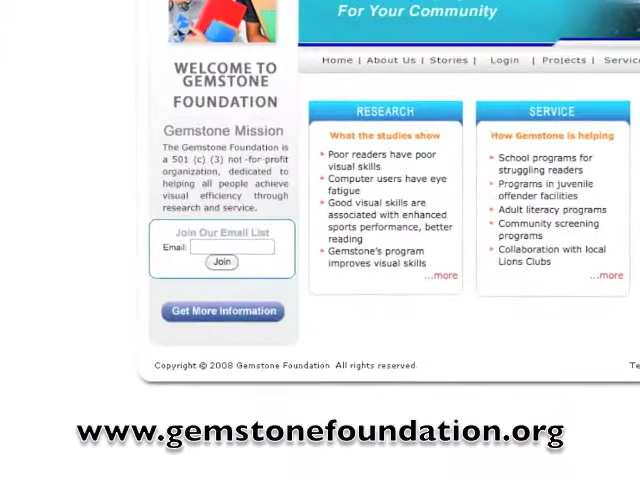 For Your Community
Home | About Us | Stories | Login | Projects |
WELCOME TO
GEMSTONE
FOUNDATION
Gemstone Mission
The Gemstone Foundation is
a 501 (c) (3) not -for-profit
organization, dedicated to
helping all people achieve
visual efficiency through
research and service.
Join Our Email List
Email:
Join
Get More Information
RESEARCH
What the studies show
Poor readers have poor
visual skills
Computer users have eye
fatigue
Good visual skills are
associated with enhanced
sports performance, better
reading
Gemstone's program
improves visual skills
...more
SERVICE
How Gemstone is helping
School programs for
struggling readers
Programs in juvenile
offender facilities
Adult literacy programs
Community screening
programs
Collaboration with local
Lions Clubs
...more
Copyright © 2008 Gemstone Foundation All rights reserved.
www.gemstonefoundation.org